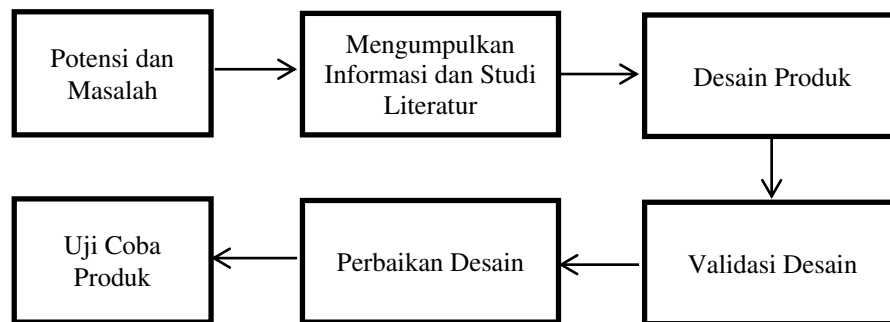 Potensi dan
Masalah
Mengumpulkan
Informasi dan Studi
Literatur
Desain Produk
Validasi Desain
Perbaikan Desain
Uji Coba
Produk